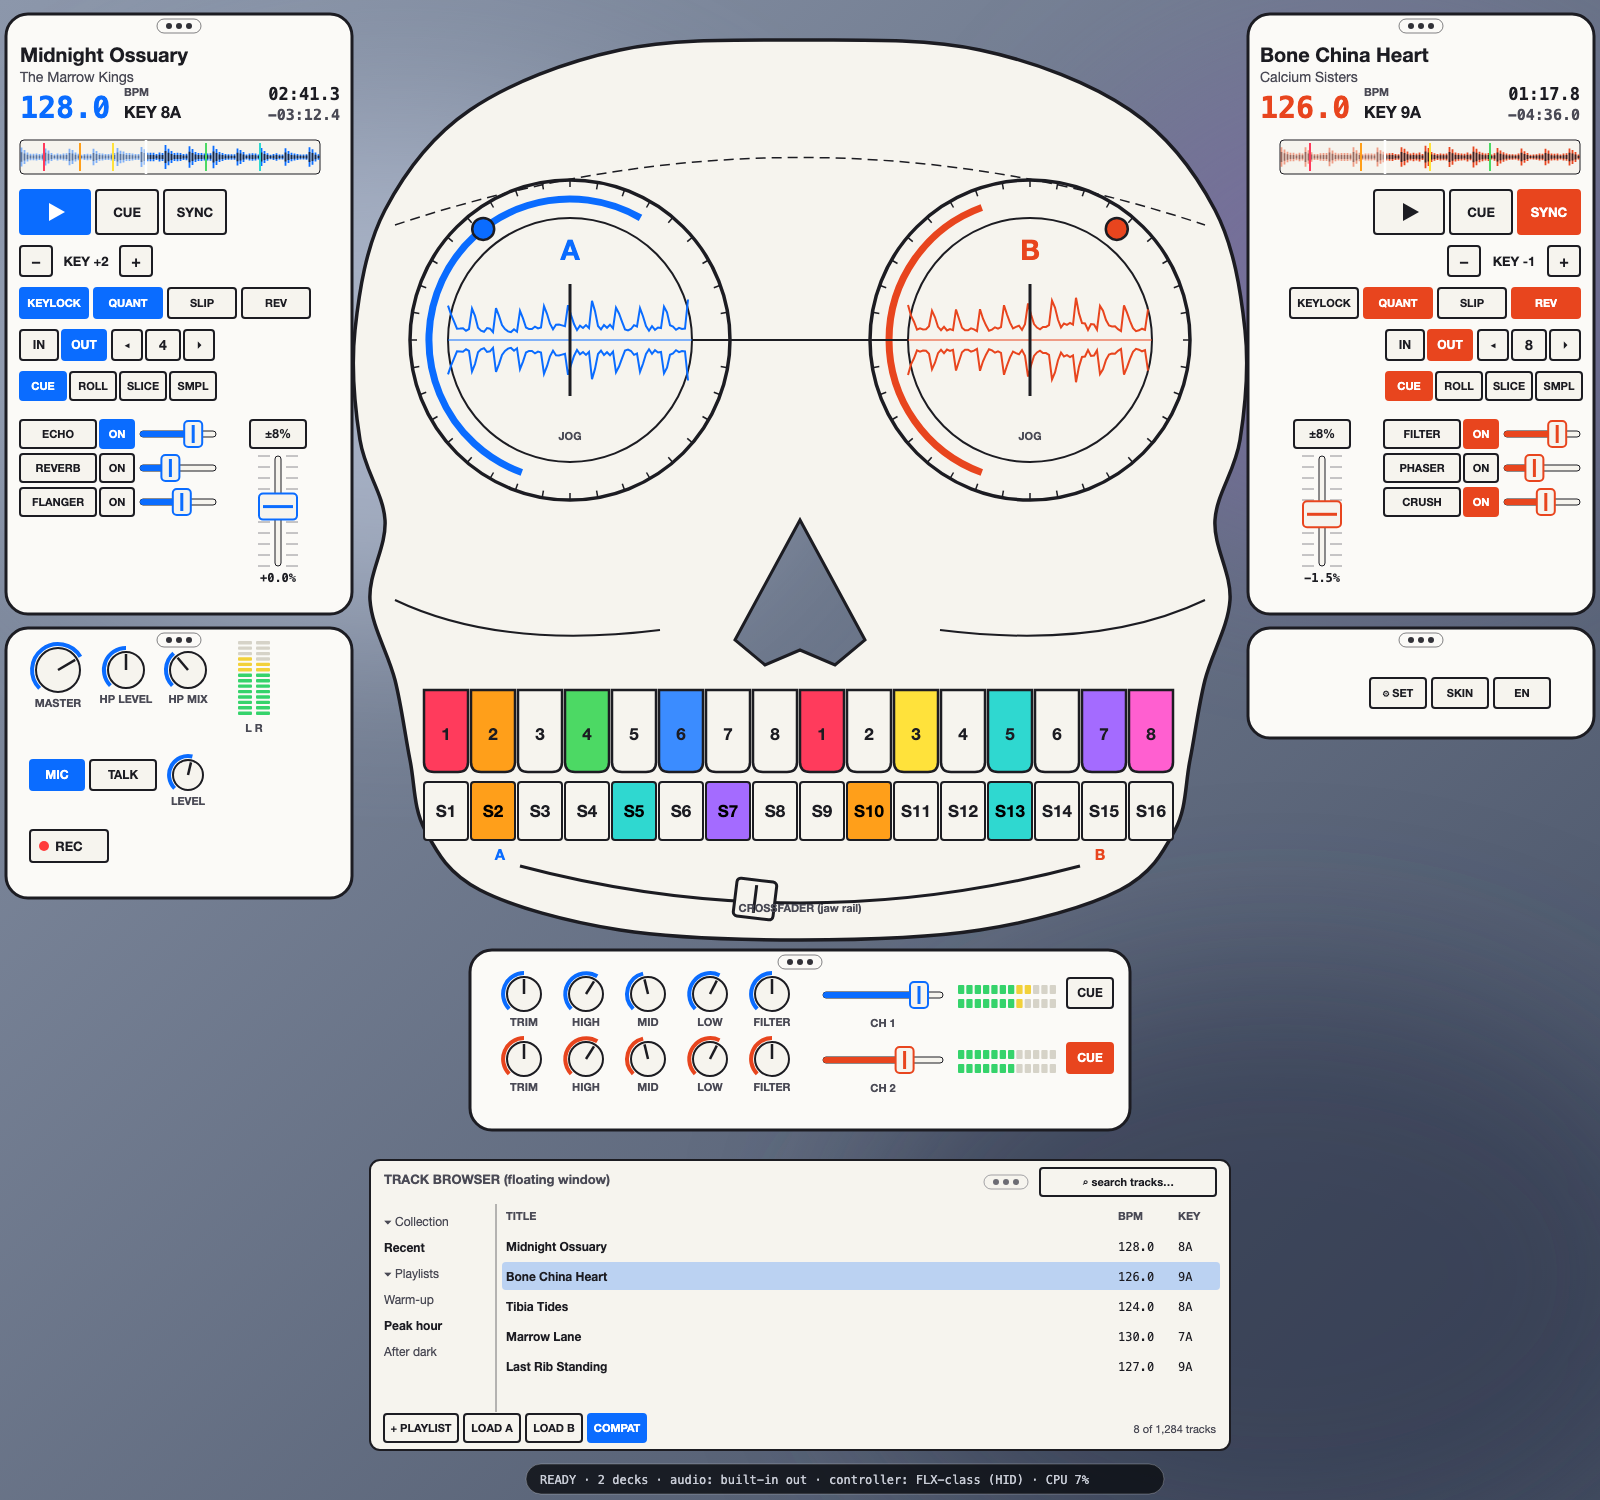 Midnight Ossuary
The Marrow Kings
128.0 BPM KEY 8A
02:41.3
−03:12.4
CUE SYNC
− KEY +2 +
KEYLOCK QUANT SLIP REV
IN OUT 4
CUE ROLL SLICE SMPL
ECHO ON
REVERB ON
FLANGER ON
±8%
+0.0%
MASTER HP LEVEL HP MIX
L R
MIC TALK
LEVEL
REC
A
JOG
B
JOG
1 2 3 4 5 6 7 8 1 2 3 4 5 6 7 8
S1 S2 S3 S4 S5 S6 S7 S8 S9 S10 S11 S12 S13 S14 S15 S16
A B
CROSSFADER (jaw rail)
Bone China Heart
Calcium Sisters
126.0 BPM KEY 9A
01:17.8
−04:36.0
CUE SYNC
− KEY -1 +
KEYLOCK QUANT SLIP REV
IN OUT 8
CUE ROLL SLICE SMPL
±8%
−1.5%
FILTER ON
PHASER ON
CRUSH ON
⚙ SET SKIN EN
TRIM HIGH MID LOW FILTER
CH 1
CUE
TRIM HIGH MID LOW FILTER
CH 2
CUE
TRACK BROWSER (floating window)
⌕ search tracks...
▾ Collection
Recent
▾ Playlists
Warm-up
Peak hour
After dark
TITLE BPM KEY
Midnight Ossuary 128.0 8A
Bone China Heart 126.0 9A
Tibia Tides 124.0 8A
Marrow Lane 130.0 7A
Last Rib Standing 127.0 9A
+ PLAYLIST LOAD A LOAD B COMPAT
8 of 1,284 tracks
READY · 2 decks · audio: built-in out · controller: FLX-class (HID) · CPU 7%